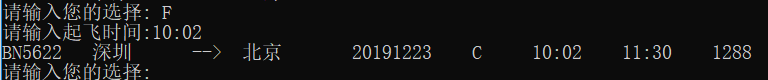 请输入您的选择: F
请输入起飞时间:10:02
BN5622 深圳 --> 北京 20191223 C 10:02 11:30 1288
请输入您的选择: